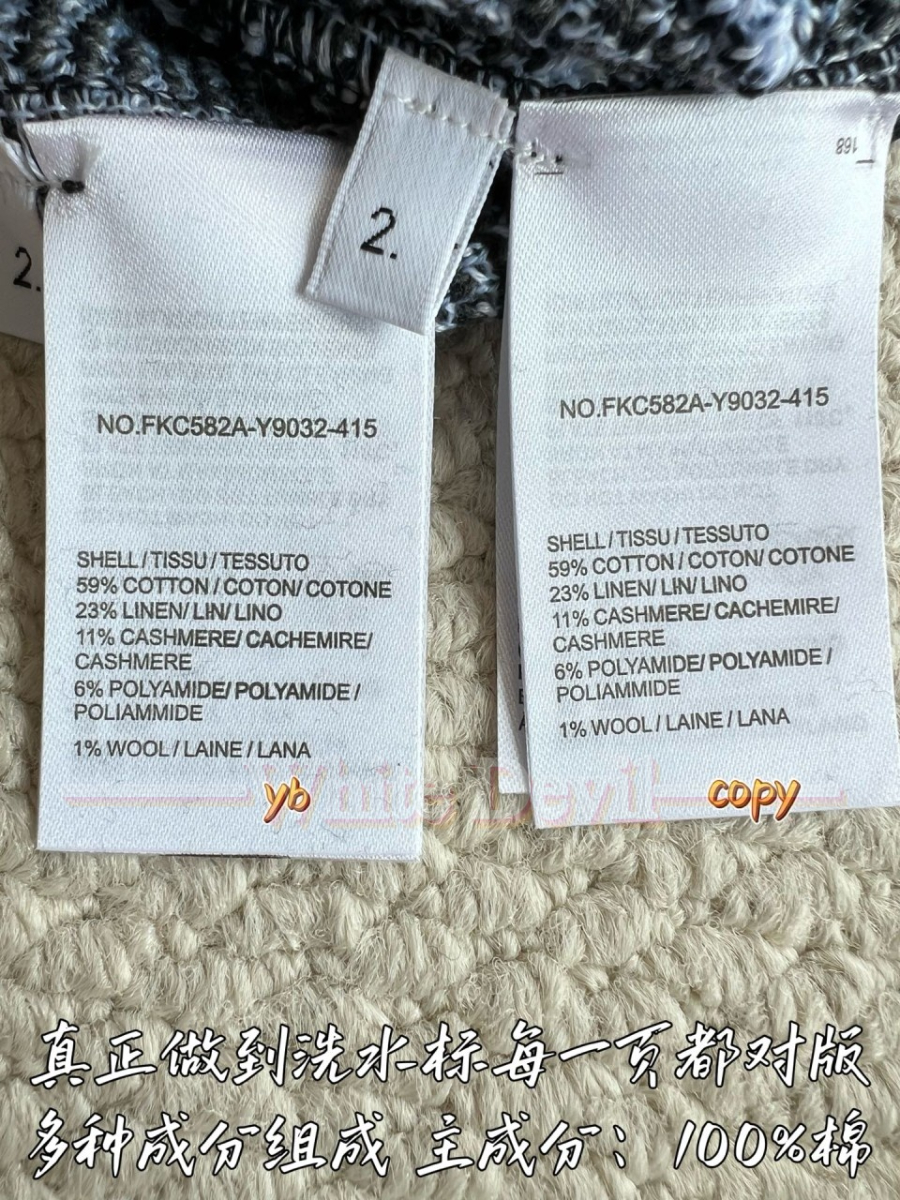 2.
2.
168
NO.FKC582A-Y9032-415
SHELL / TISSU / TESSUTO
59% COTTON / COTON/ COTONE
23% LINEN/ LIN/ LINO
11% CASHMERE/ CACHEMIRE/
CASHMERE
6% POLYAMIDE/ POLYAMIDE /
POLIAMMIDE
1% WOOL / LAINE / LANA
yb
NO.FKC582A-Y9032-415
SHELL / TISSU / TESSUTO
59% COTTON / COTON/ COTONE
23% LINEN/ LIN/ LINO
11% CASHMERE/ CACHEMIRE/
CASHMERE
6% POLYAMIDE/ POLYAMIDE /
POLIAMMIDE
1% WOOL / LAINE / LANA
copy
White Devil
真正做到洗水标每一页都对版
多种成分组成 主成分：100%棉